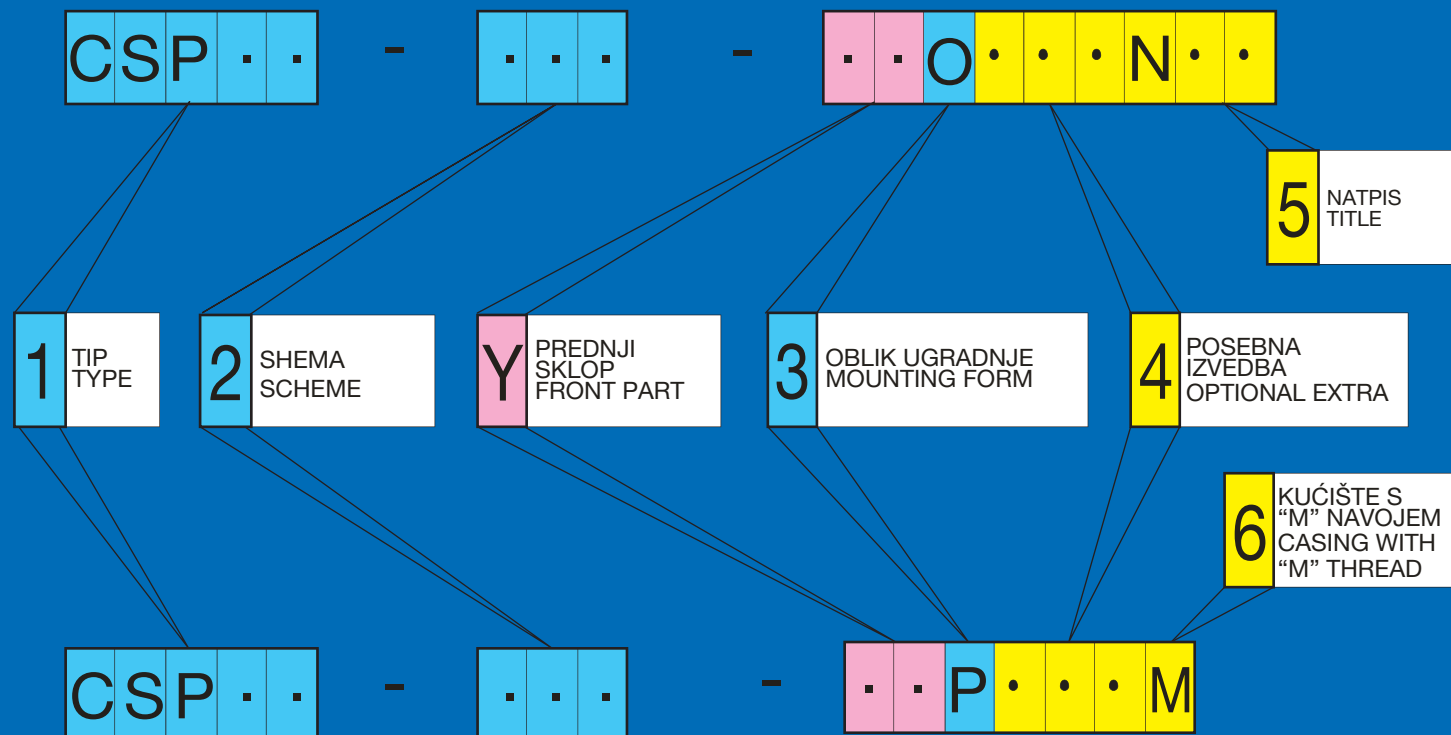 CSP · · - · · · - · · O · · · N · ·
5 NATPIS
TITLE
1 TIP
TYPE
2 SHEMA
SCHEME
Y PREDNJI
SKLOP
FRONT PART
3 OBLIK UGRADNJE
MOUNTING FORM
4 POSEBNA
IZVEDBA
OPTIONAL EXTRA
6 KUĆIŠTE S
“M” NAVOJEM
CASING WITH
“M” THREAD
CSP · · - · · · - · · P · · · M